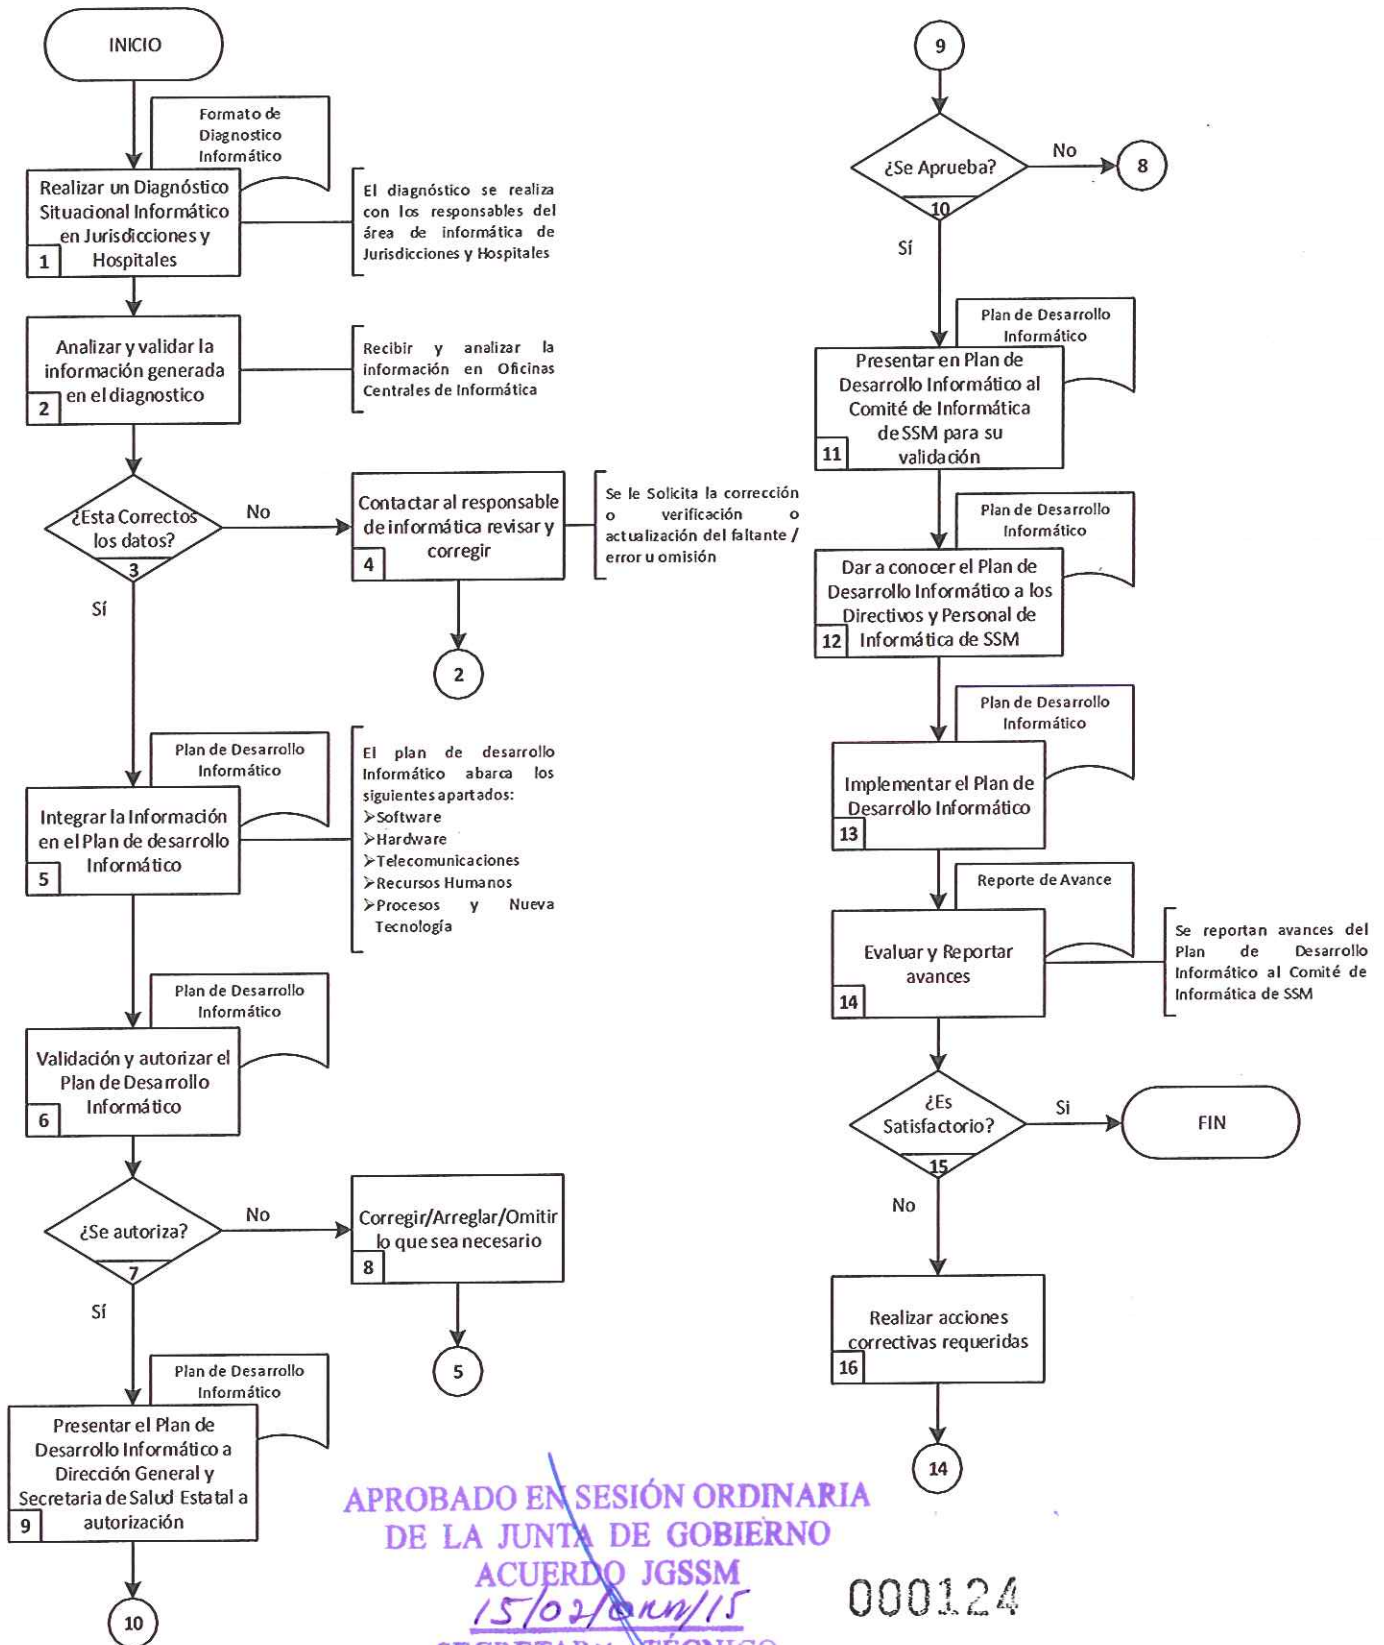 INICIO
Formato de
Diagnostico
Informático
Realizar un Diagnóstico
Situacional Informático
en Jurisdicciones y
Hospitales
1
El diagnóstico se realiza
con los responsables del
área de informática de
Jurisdicciones y Hospitales
Analizar y validar la
información generada
en el diagnostico
2
Recibir y analizar la
información en Oficinas
Centrales de Informática
¿Esta Correctos
los datos?
3
No
Sí
Contactar al responsable
de informática revisar y
corregir
4
Se le Solicita la corrección
o verificación o
actualización del faltante /
error u omisión
2
Plan de Desarrollo
Informático
Integrar la Información
en el Plan de desarrollo
Informático
5
El plan de desarrollo
Informático abarca los
siguientes apartados:
➢Software
➢Hardware
➢Telecomunicaciones
➢Recursos Humanos
➢Procesos y Nueva
Tecnología
Plan de Desarrollo
Informático
Validación y autorizar el
Plan de Desarrollo
Informático
6
¿Se autoriza?
7
No
Sí
Corregir/Arreglar/Omitir
lo que sea necesario
8
5
Plan de Desarrollo
Informático
Presentar el Plan de
Desarrollo Informático a
Dirección General y
Secretaria de Salud Estatal a
autorización
9
10
9
¿Se Aprueba?
10
No
8
Sí
Plan de Desarrollo
Informático
Presentar en Plan de
Desarrollo Informático al
Comité de Informática
de SSM para su
validación
11
Plan de Desarrollo
Informático
Dar a conocer el Plan de
Desarrollo Informático a los
Directivos y Personal de
Informática de SSM
12
Plan de Desarrollo
Informático
Implementar el Plan de
Desarrollo Informático
13
Reporte de Avance
Evaluar y Reportar
avances
14
Se reportan avances del
Plan de Desarrollo
Informático al Comité de
Informática de SSM
¿Es
Satisfactorio?
15
Si
FIN
No
Realizar acciones
correctivas requeridas
16
14
APROBADO EN SESIÓN ORDINARIA
DE LA JUNTA DE GOBIERNO
ACUERDO JGSSM
15/02/ORD/15
TÉCNICO
000124